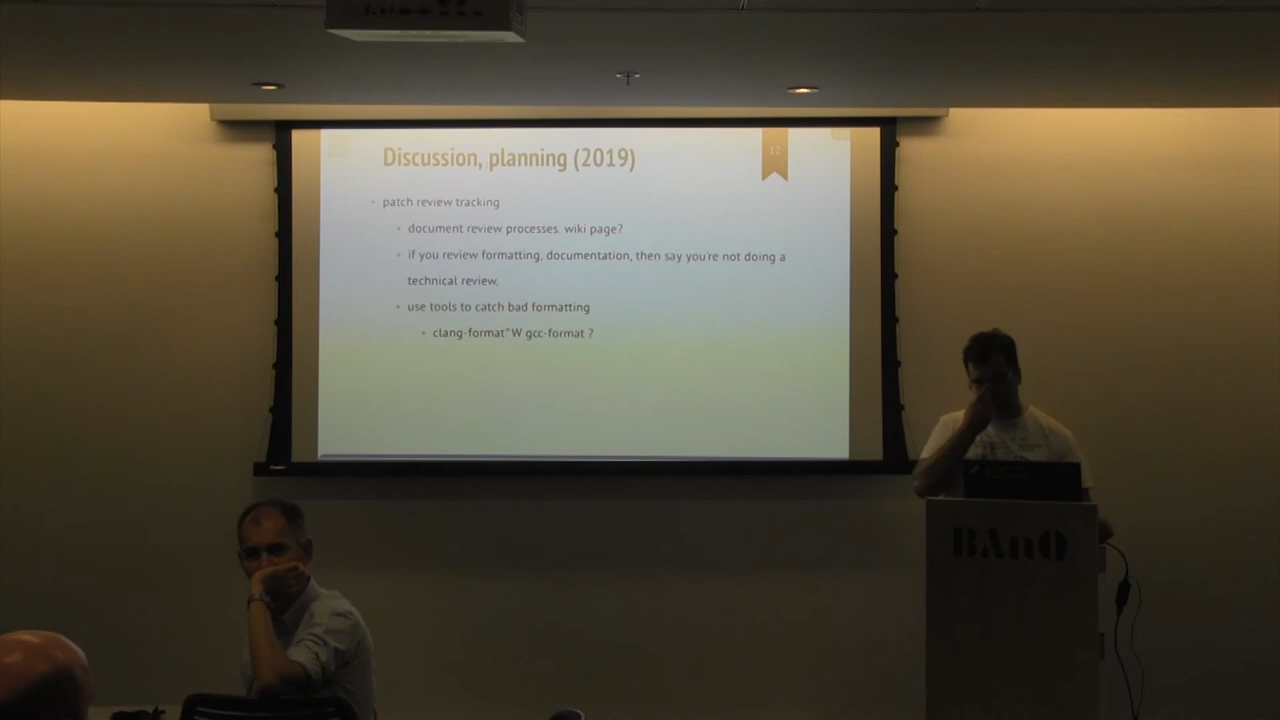 Discussion, planning (2019)
12
patch review tracking
document review processes. wiki page?
if you review formatting, documentation, then say you're not doing a
technical review.
use tools to catch bad formatting
clang-format^W gcc-format ?
BAnQ